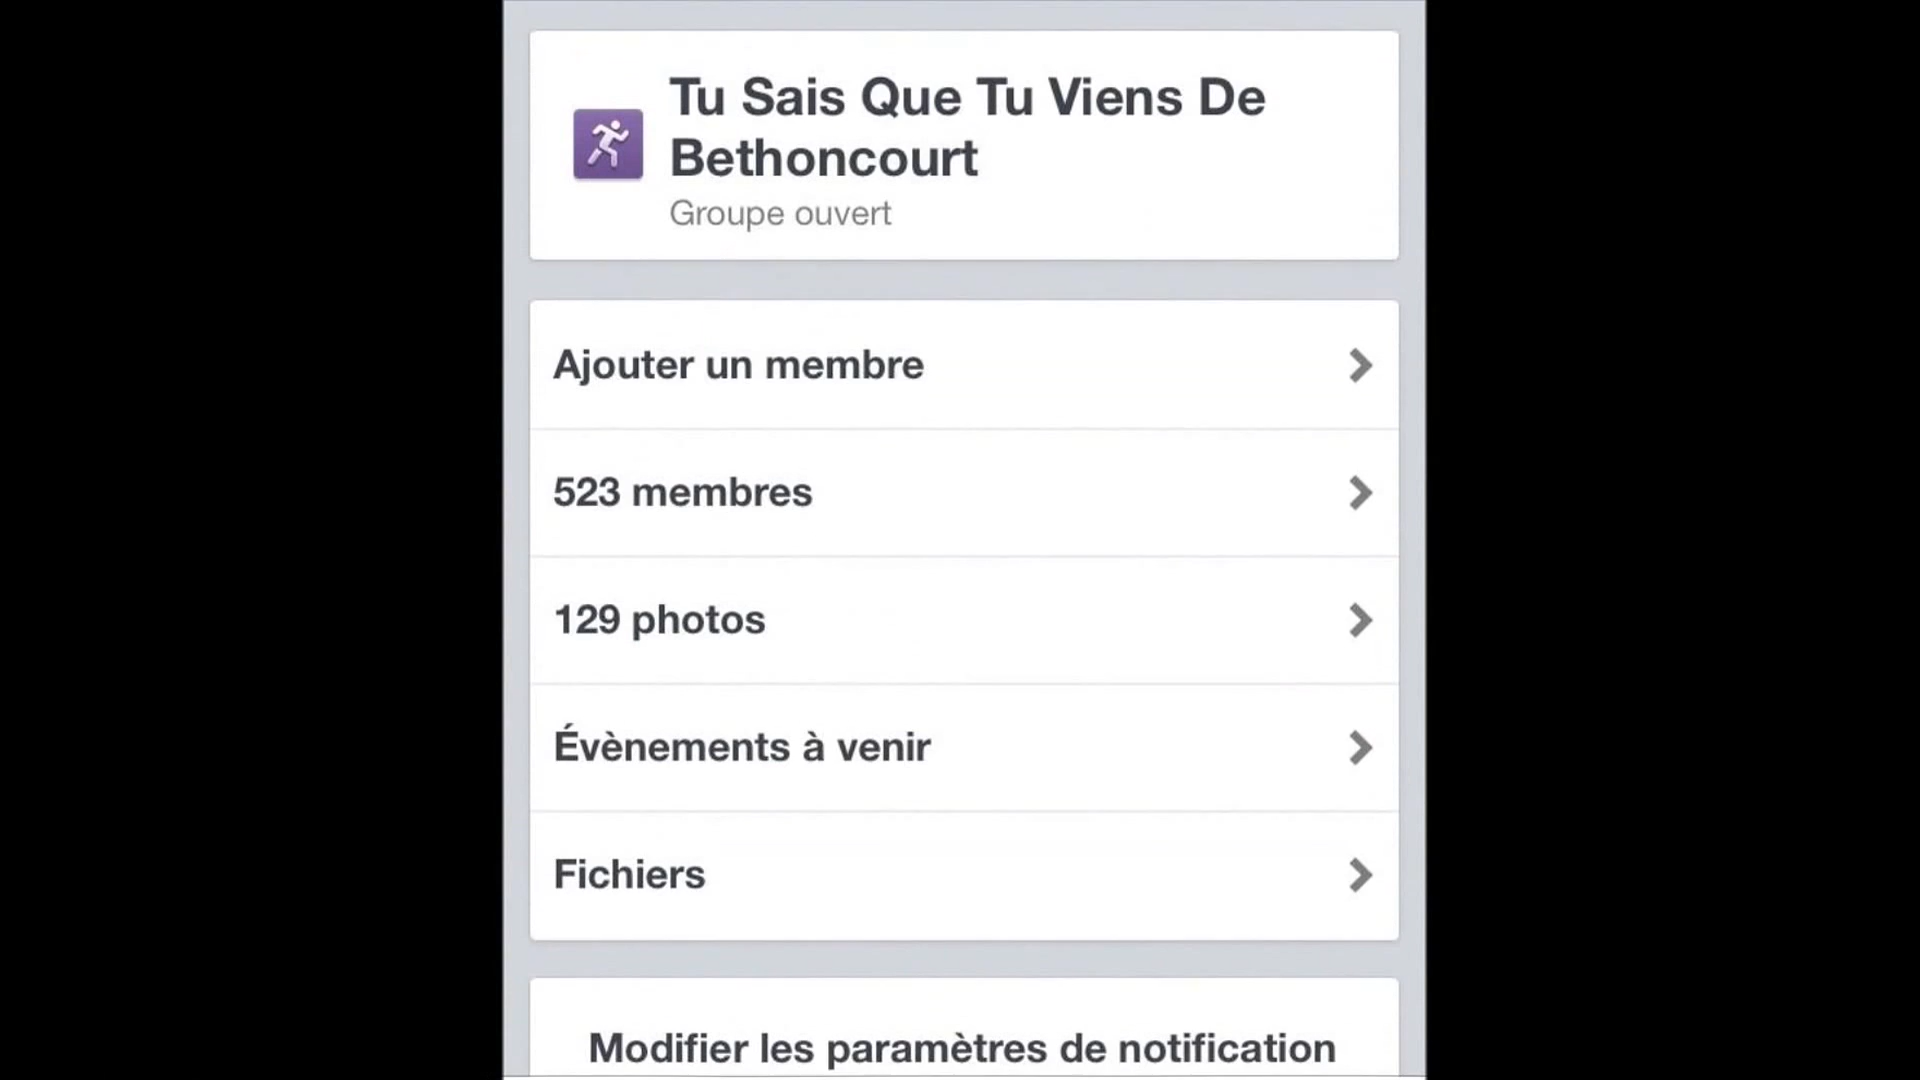 Tu Sais Que Tu Viens De
Bethoncourt
Groupe ouvert
Ajouter un membre
523 membres
129 photos
Évènements à venir
Fichiers
Modifier les paramètres de notification